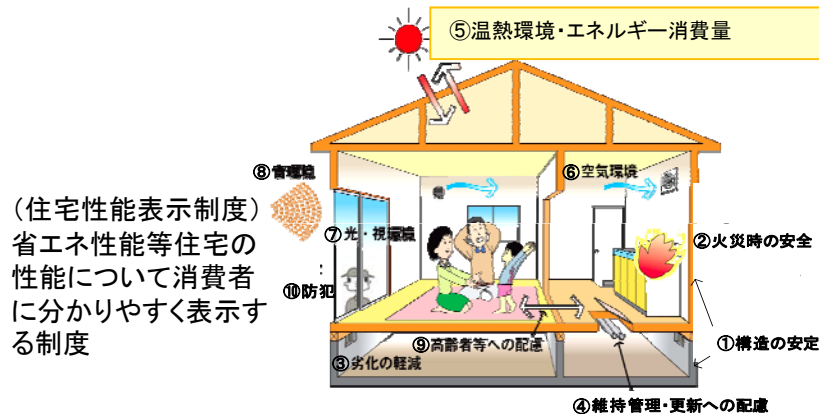 ⑤温熱環境・エネルギー消費量
⑧音環境
⑥空気環境
(住宅性能表示制度)
省エネ性能等住宅の
性能について消費者
に分かりやすく表示す
る制度
⑦光・視環境
②火災時の安全
⑩防犯
①構造の安定
⑨高齢者等への配慮
③劣化の軽減
④維持管理・更新への配慮